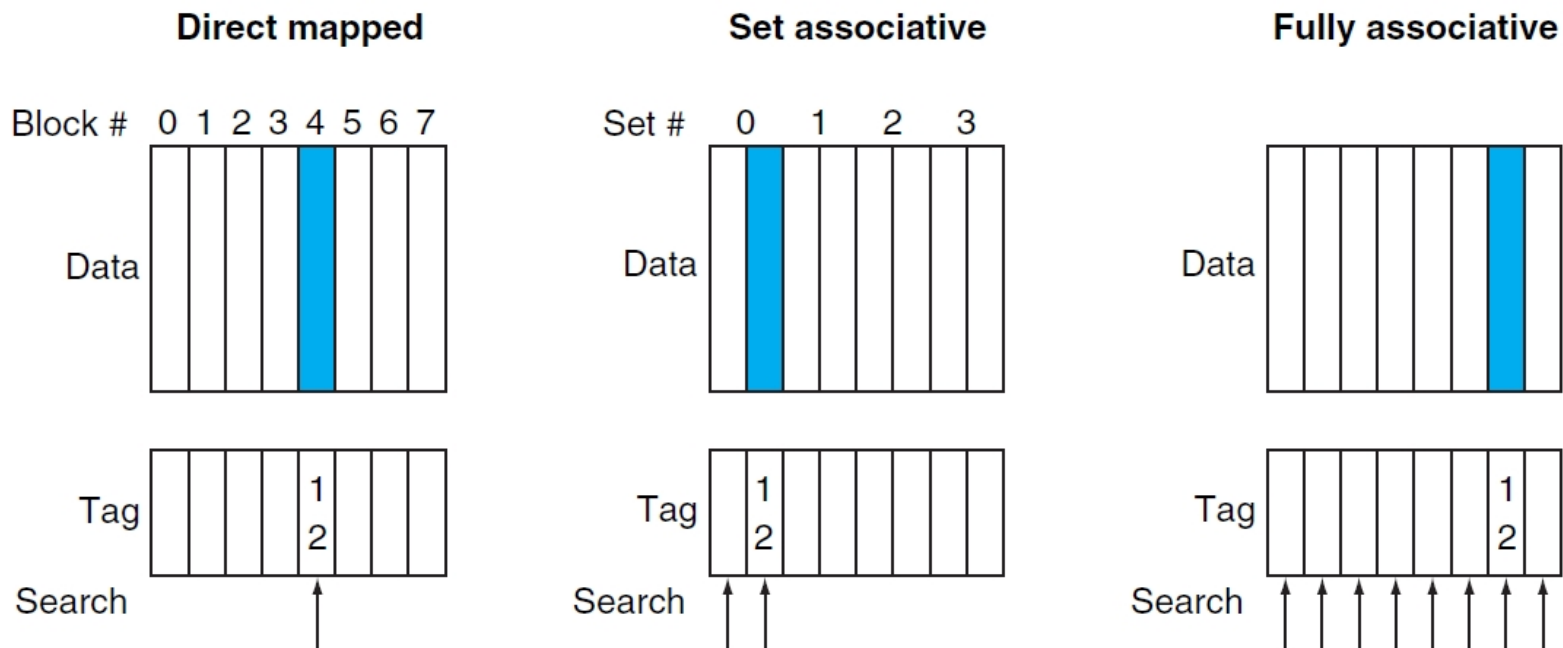 Direct mapped
Block # 0 1 2 3 4 5 6 7
Data
Tag
1
2
Search
Set associative
Set # 0 1 2 3
Data
Tag
1
2
Search
Fully associative
Data
Tag
1
2
Search